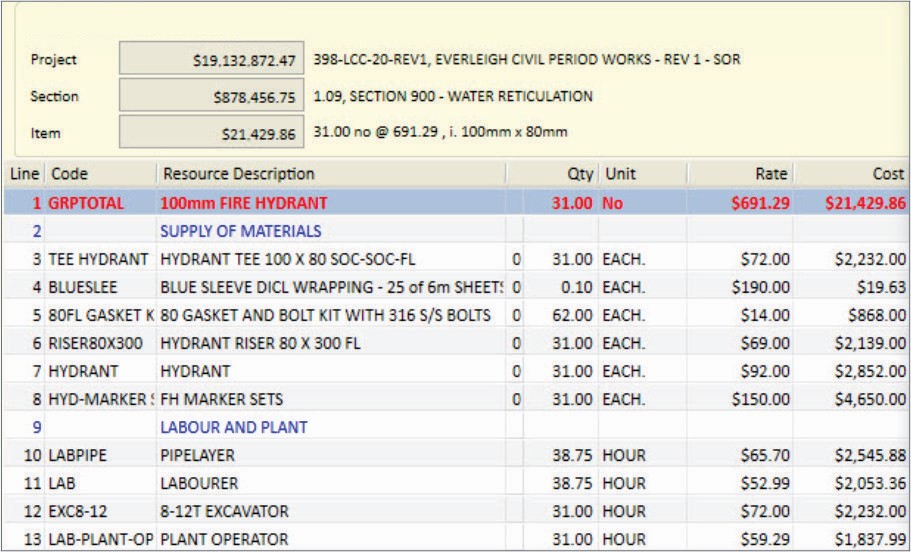 Project $19,132,872.47 398-LCC-20-REV1, EVERLEIGH CIVIL PERIOD WORKS - REV 1 - SOR
Section $878,456.75 1.09, SECTION 900 - WATER RETICULATION
Item $21,429.86 31.00 no @ 691.29 , i. 100mm x 80mm
Line Code Resource Description Qty Unit Rate Cost
1 GRPTOTAL 100mm FIRE HYDRANT 31.00 No $691.29 $21,429.86
2 SUPPLY OF MATERIALS
3 TEE HYDRANT HYDRANT TEE 100 X 80 SOC-SOC-FL 0 31.00 EACH. $72.00 $2,232.00
4 BLUESLEE BLUE SLEEVE DICL WRAPPING - 25 of 6m SHEETS 0 0.10 EACH. $190.00 $19.63
5 80FL GASKET K 80 GASKET AND BOLT KIT WITH 316 S/S BOLTS 0 62.00 EACH. $14.00 $868.00
6 RISER80X300 HYDRANT RISER 80 X 300 FL 0 31.00 EACH. $69.00 $2,139.00
7 HYDRANT HYDRANT 0 31.00 EACH. $92.00 $2,852.00
8 HYD-MARKER S FH MARKER SETS 0 31.00 EACH. $150.00 $4,650.00
9 LABOUR AND PLANT
10 LABPIPE PIPELAYER 38.75 HOUR $65.70 $2,545.88
11 LAB LABOURER 38.75 HOUR $52.99 $2,053.36
12 EXC8-12 8-12T EXCAVATOR 31.00 HOUR $72.00 $2,232.00
13 LAB-PLANT-OP PLANT OPERATOR 31.00 HOUR $59.29 $1,837.99